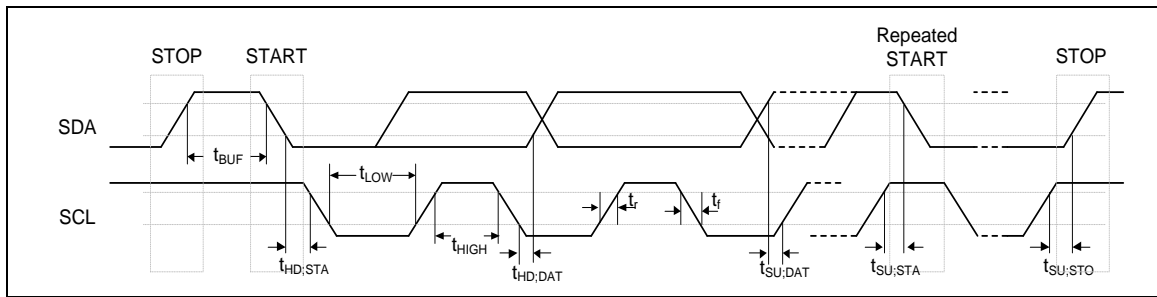 STOP
START
Repeated
START
STOP
SDA
tBUF
tLOW
tr
tf
SCL
tHD;STA
tHIGH
tHD;DAT
tSU;DAT
tSU;STA
tSU;STO